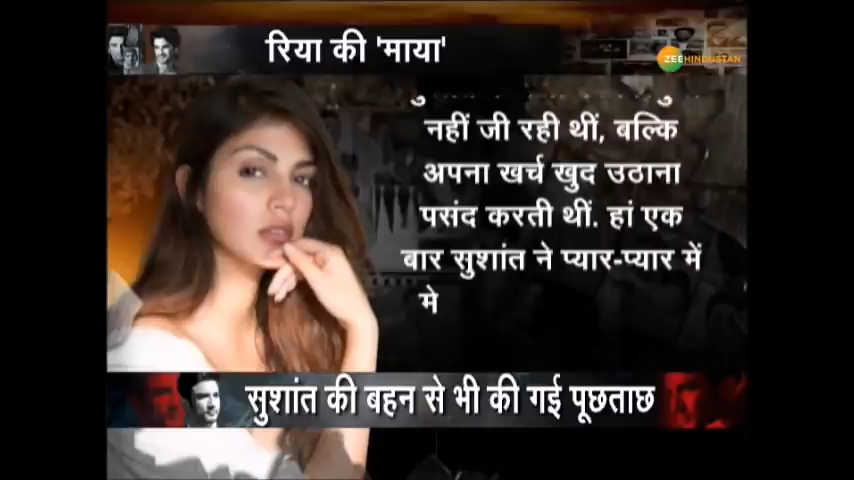 रिया की 'माया'
ZEE HINDUSTAN
नहीं जी रही थीं, बल्कि
अपना खर्च खुद उठाना
पसंद करती थीं. हां एक
बार सुशांत ने प्यार-प्यार में
मे
सुशांत की बहन से भी की गई पूछताछ